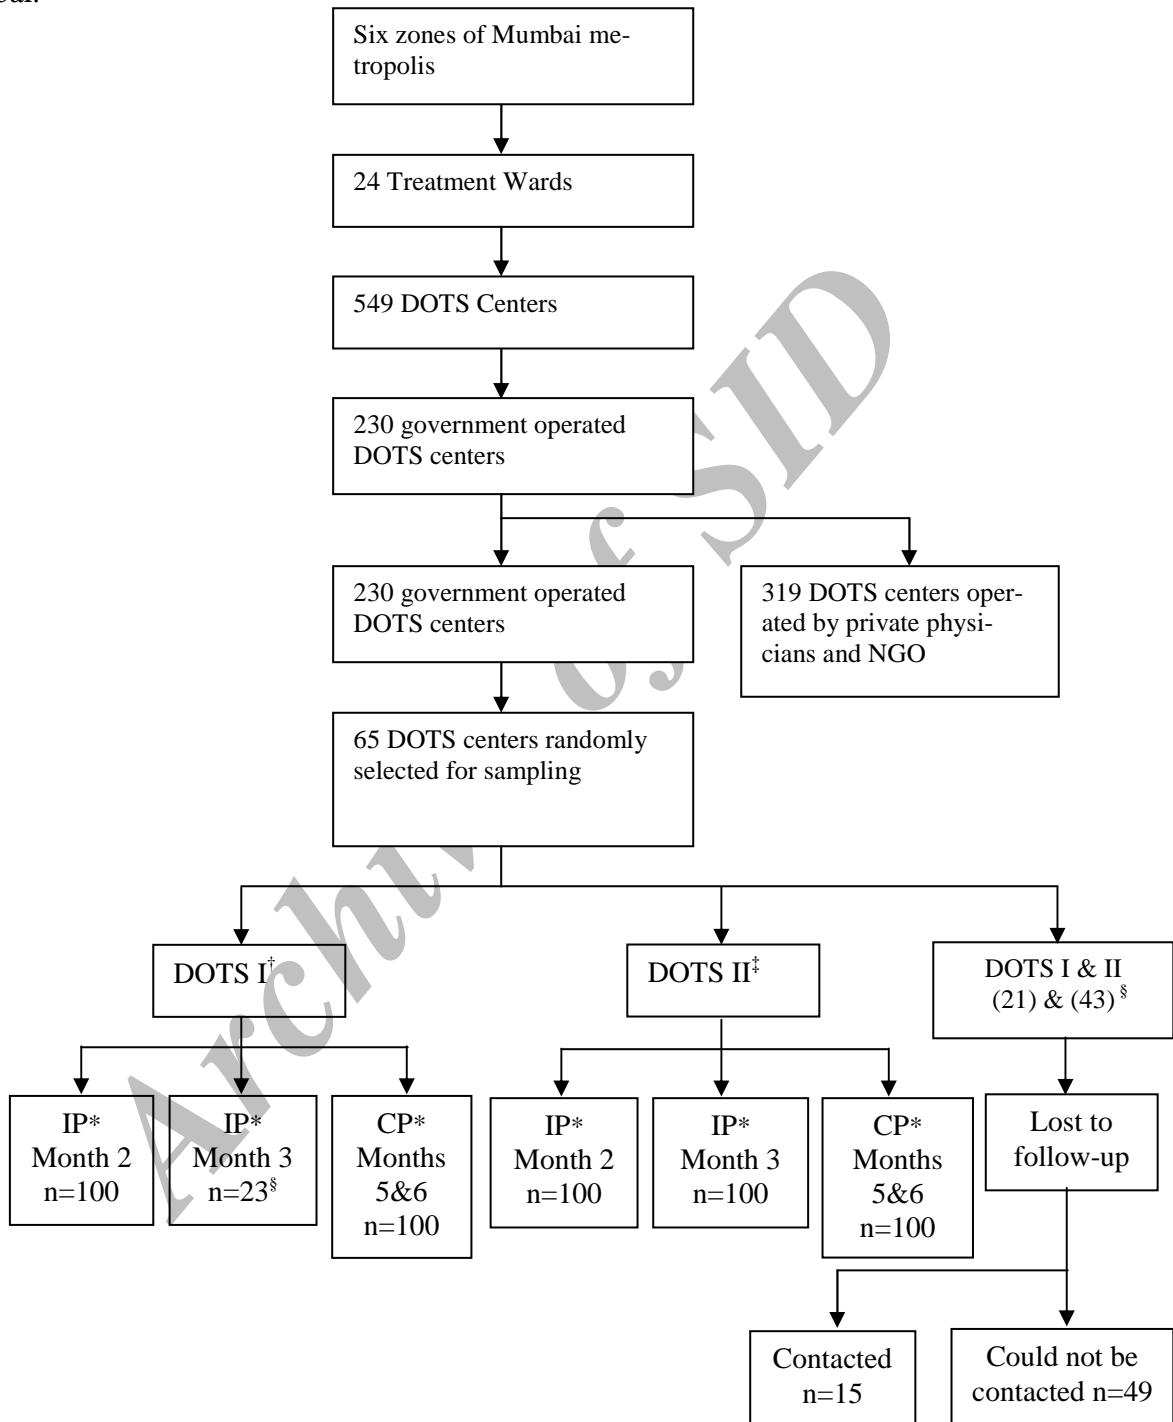 Six zones of Mumbai me-
tropolis
24 Treatment Wards
549 DOTS Centers
230 government operated
DOTS centers
230 government operated
DOTS centers
319 DOTS centers oper-
ated by private physi-
cians and NGO
65 DOTS centers randomly
selected for sampling
DOTS I†
DOTS II‡
DOTS I & II
(21) & (43) §
IP*
Month 2
n=100
IP*
Month 3
n=23§
CP*
Months
5&6
n=100
IP*
Month 2
n=100
IP*
Month 3
n=100
CP*
Months
5&6
n=100
Lost to
follow-up
Contacted
n=15
Could not be
contacted n=49
Archive of SID